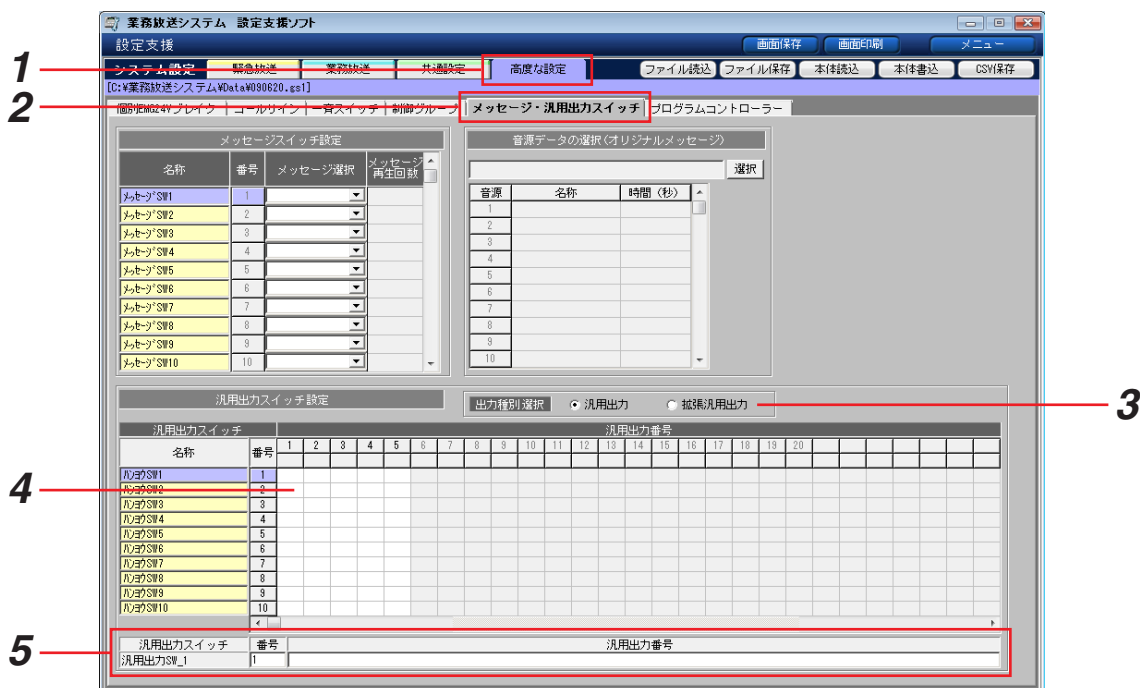 業務放送システム 設定支援ソフト
設定支援 画面保存 画面印刷 メニュー
1
システム設定 緊急放送 業務放送 共通設定 高度な設定 ファイル読込 ファイル保存 本体読込 本体書込 CSV保存
[C:¥業務放送システム¥Data¥090620.gs1]
2
個別EMG24Vブレイク コールサイン 一斉スイッチ 制御グループ メッセージ・汎用出力スイッチ プログラムコントローラー
メッセージスイッチ設定
名称 番号 メッセージ選択 メッセージ再生回数
メッセージSW1 1
メッセージSW2 2
メッセージSW3 3
メッセージSW4 4
メッセージSW5 5
メッセージSW6 6
メッセージSW7 7
メッセージSW8 8
メッセージSW9 9
メッセージSW10 10
音源データの選択(オリジナルメッセージ)
選択
音源 名称 時間(秒)
1
2
3
4
5
6
7
8
9
10
汎用出力スイッチ設定
出力種別選択 汎用出力 拡張汎用出力
3
汎用出力スイッチ 汎用出力番号
名称 番号 1 2 3 4 5 6 7 8 9 10 11 12 13 14 15 16 17 18 19 20
4
ハンヨウSW1 1
ハンヨウSW2 2
ハンヨウSW3 3
ハンヨウSW4 4
ハンヨウSW5 5
ハンヨウSW6 6
ハンヨウSW7 7
ハンヨウSW8 8
ハンヨウSW9 9
ハンヨウSW10 10
5
汎用出力スイッチ 番号 汎用出力番号
汎用出力SW_1 1